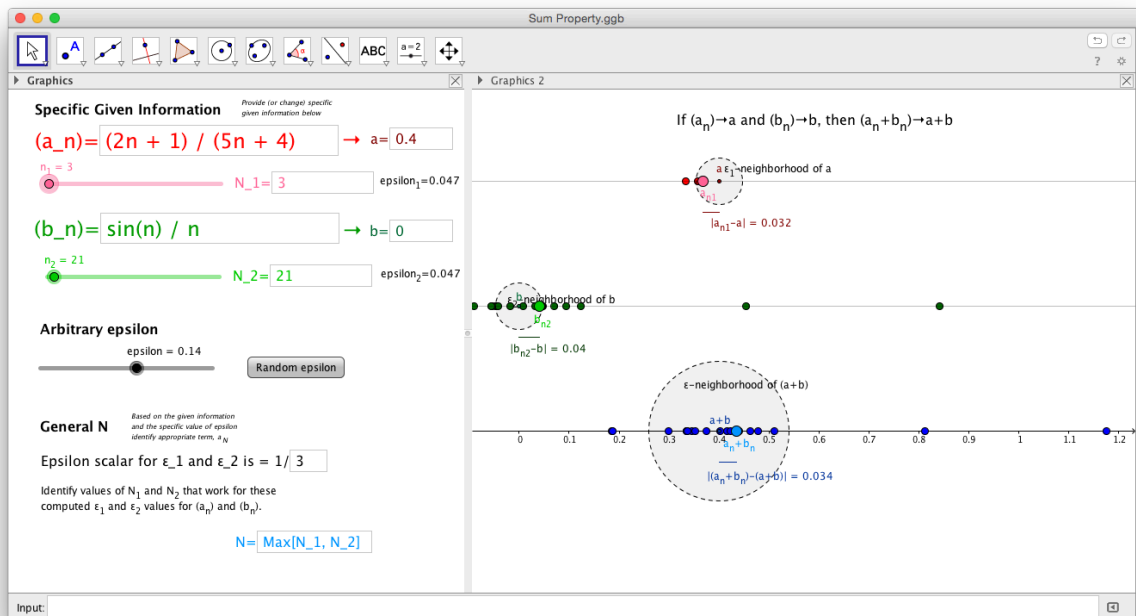 Sum Property.ggb
A
ABC
a=2
?
Graphics
Graphics 2
Specific Given Information
Provide (or change) specific
given information below
(a_n)= (2n + 1) / (5n + 4) → a= 0.4
n₁ = 3
N_1= 3
epsilon₁=0.047
(b_n)= sin(n) / n → b= 0
n₂ = 21
N_2= 21
epsilon₂=0.047
Arbitrary epsilon
epsilon = 0.14
Random epsilon
General N
Based on the given information
and the specific value of epsilon
identify appropriate term, a_N
Epsilon scalar for ε_1 and ε_2 is = 1/ 3
Identify values of N₁ and N₂ that work for these
computed ε₁ and ε₂ values for (aₙ) and (bₙ).
N= Max[N_1, N_2]
If (aₙ)→a and (bₙ)→b, then (aₙ+bₙ)→a+b
a ε₁-neighborhood of a
aₙ₁
|aₙ₁-a| = 0.032
b
ε₂-neighborhood of b
bₙ₂
|bₙ₂-b| = 0.04
ε-neighborhood of (a+b)
a+b
0 0.1 0.2 0.3 0.4 0.5 0.6 0.7 0.8 0.9 1 1.1 1.2
aₙ+bₙ
|(aₙ+bₙ)-(a+b)| = 0.034
Input: